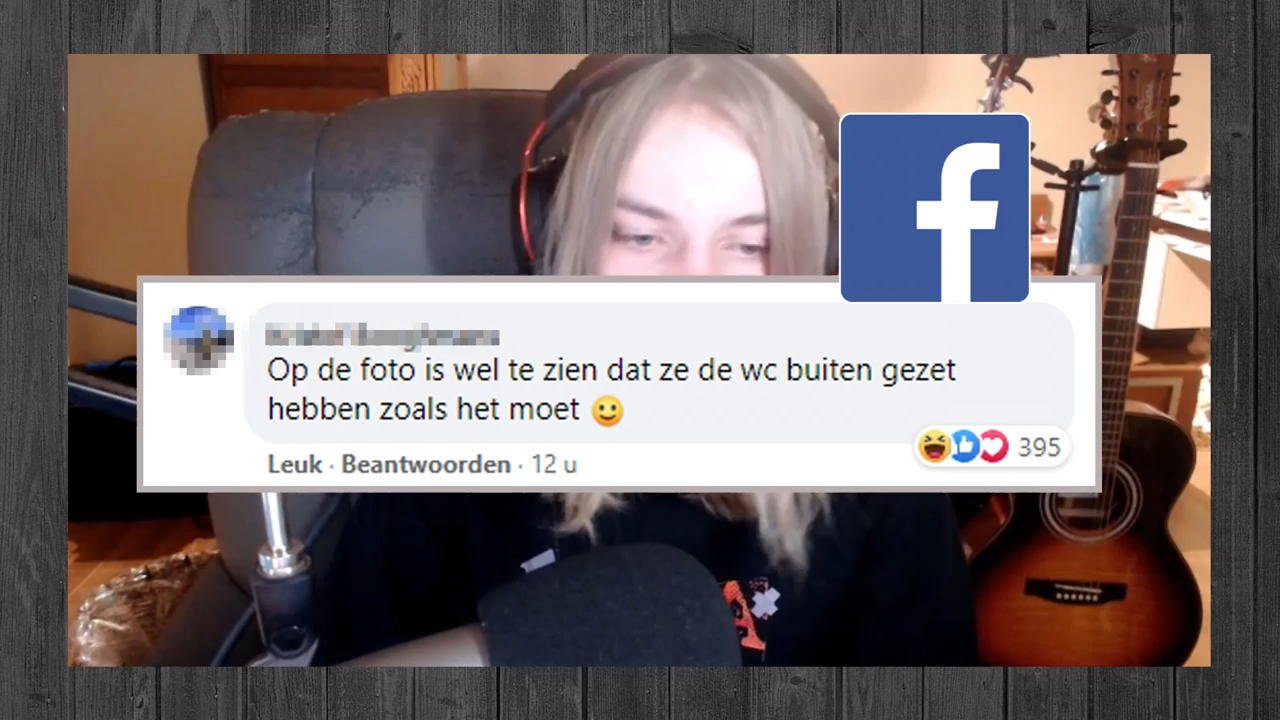 Op de foto is wel te zien dat ze de wc buiten gezet
hebben zoals het moet 🙂
Leuk · Beantwoorden · 12 u
395